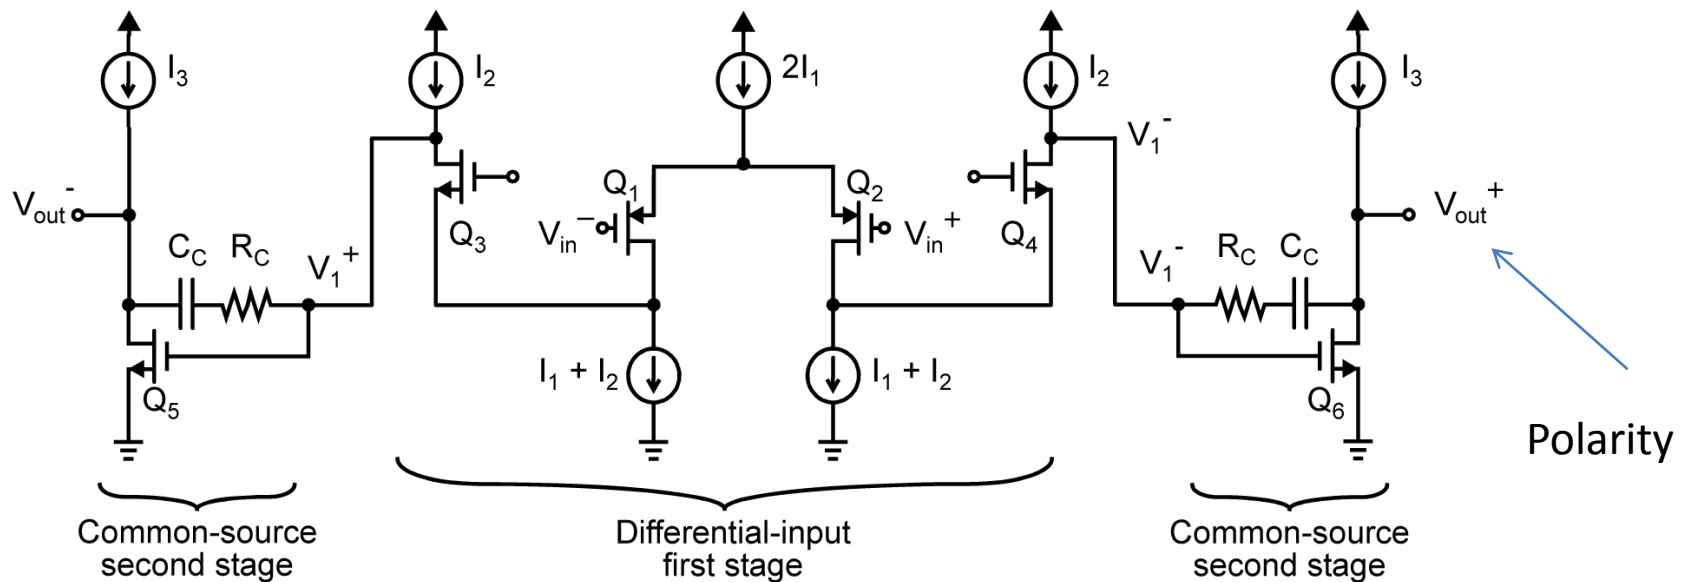 I3
I2
2I1
I2
I3
V1-
Vout-
Q3
Q1
Vin−
Q2
Vin+
Q4
Vout+
CC
RC
V1+
V1-
RC
CC
I1 + I2
I1 + I2
Q5
Q6
Polarity
Common-source
second stage
Differential-input
first stage
Common-source
second stage